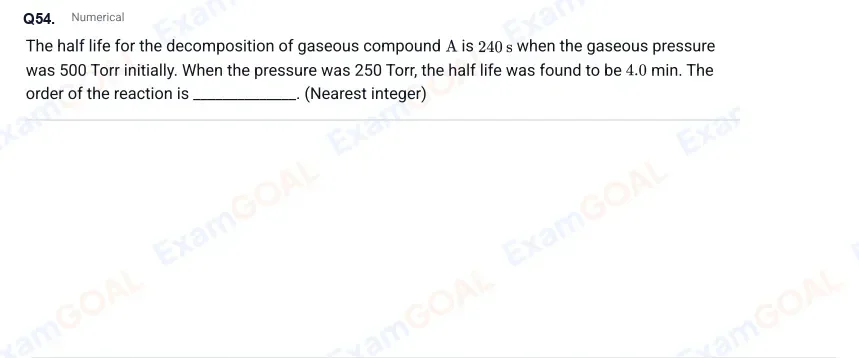 Q54. Numerical
The half life for the decomposition of gaseous compound A is 240 s when the gaseous pressure
was 500 Torr initially. When the pressure was 250 Torr, the half life was found to be 4.0 min. The
order of the reaction is ______________. (Nearest integer)
ExamGOAL
ExamGOAL
ExamGOAL
ExamGOAL
ExamGOAL